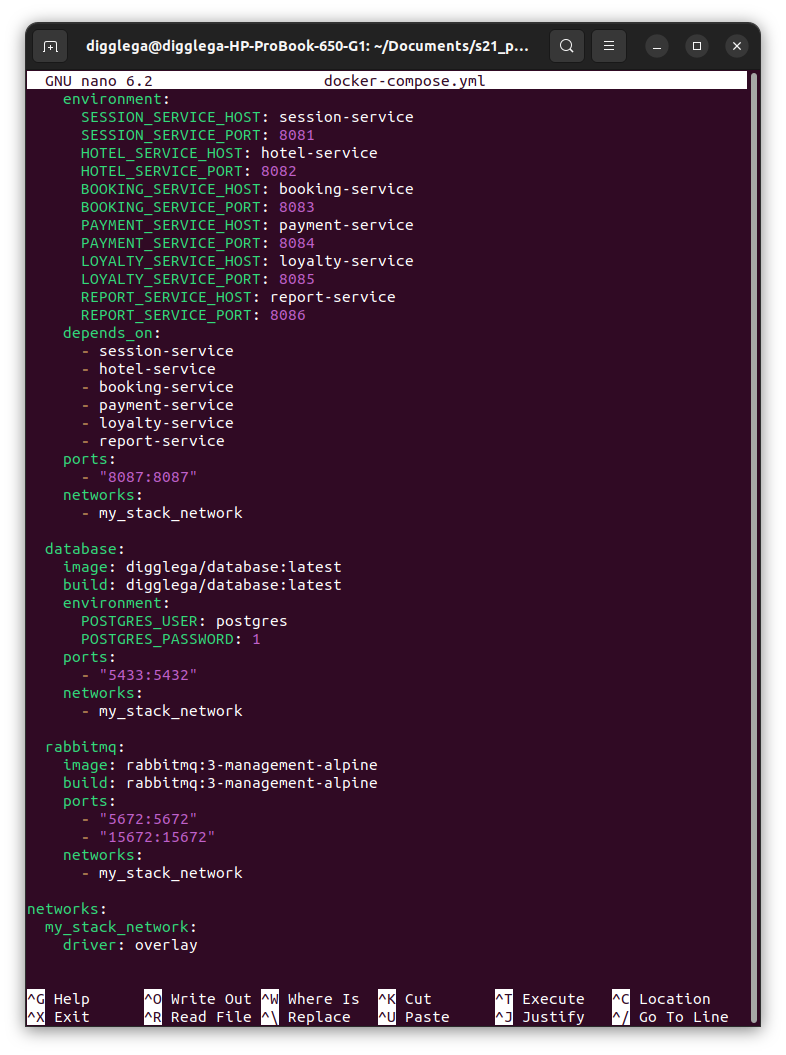 digglega@digglega-HP-ProBook-650-G1: ~/Documents/s21_p...
GNU nano 6.2 docker-compose.yml
environment:
SESSION_SERVICE_HOST: session-service
SESSION_SERVICE_PORT: 8081
HOTEL_SERVICE_HOST: hotel-service
HOTEL_SERVICE_PORT: 8082
BOOKING_SERVICE_HOST: booking-service
BOOKING_SERVICE_PORT: 8083
PAYMENT_SERVICE_HOST: payment-service
PAYMENT_SERVICE_PORT: 8084
LOYALTY_SERVICE_HOST: loyalty-service
LOYALTY_SERVICE_PORT: 8085
REPORT_SERVICE_HOST: report-service
REPORT_SERVICE_PORT: 8086
depends_on:
- session-service
- hotel-service
- booking-service
- payment-service
- loyalty-service
- report-service
ports:
- "8087:8087"
networks:
- my_stack_network
database:
image: digglega/database:latest
build: digglega/database:latest
environment:
POSTGRES_USER: postgres
POSTGRES_PASSWORD: 1
ports:
- "5433:5432"
networks:
- my_stack_network
rabbitmq:
image: rabbitmq:3-management-alpine
build: rabbitmq:3-management-alpine
ports:
- "5672:5672"
- "15672:15672"
networks:
- my_stack_network
networks:
my_stack_network:
driver: overlay
^G Help ^O Write Out ^W Where Is ^K Cut ^T Execute ^C Location
^X Exit ^R Read File ^\ Replace ^U Paste ^J Justify ^/ Go To Line